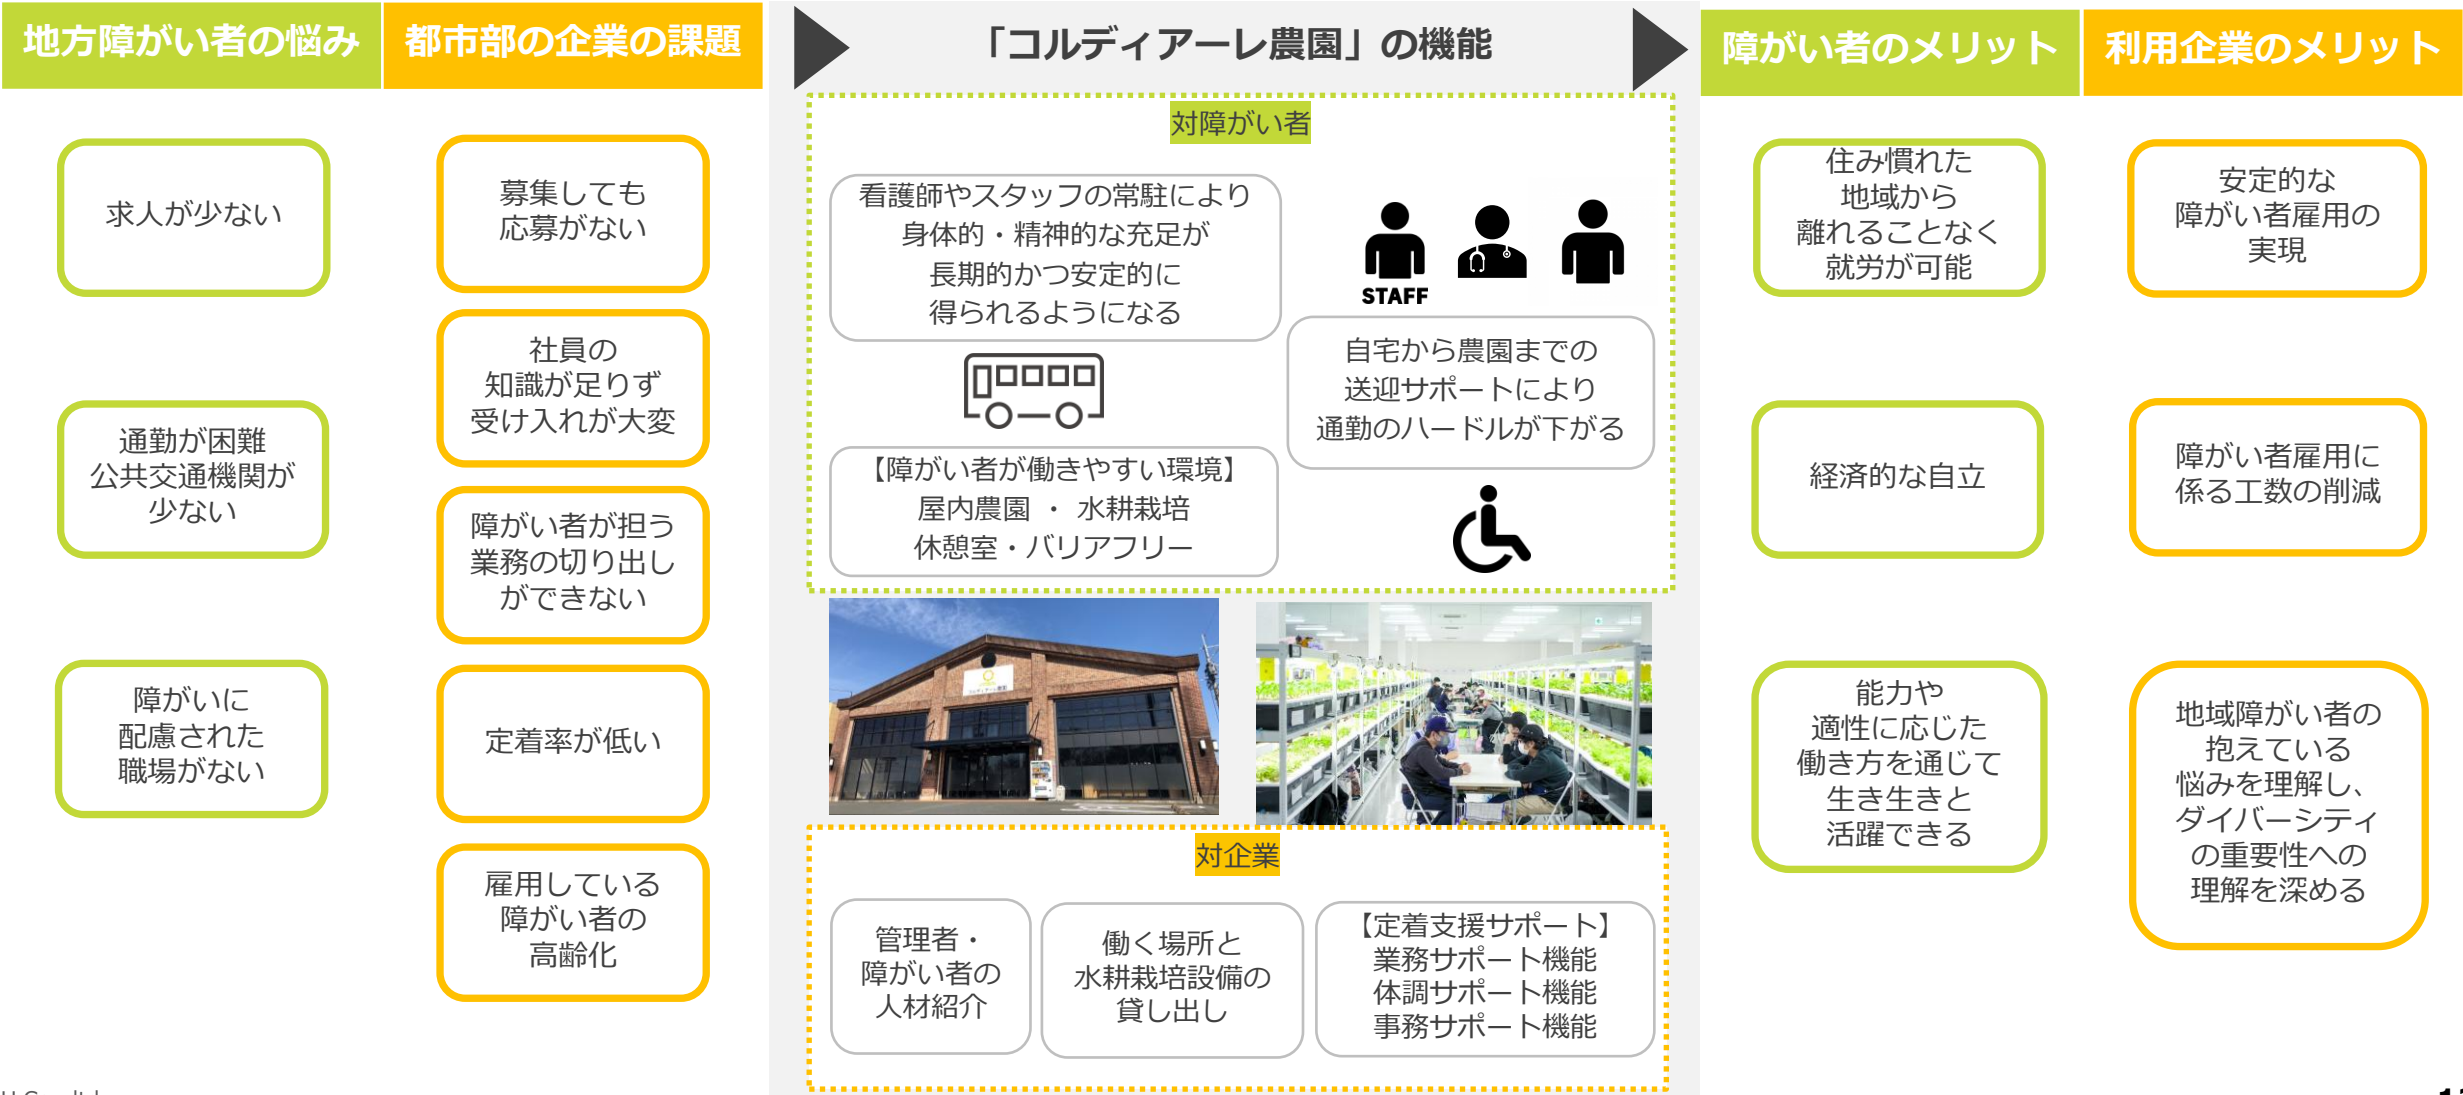 地方障がい者の悩み
求人が少ない
通勤が困難
公共交通機関が
少ない
障がいに
配慮された
職場がない
都市部の企業の課題
募集しても
応募がない
社員の
知識が足りず
受け入れが大変
障がい者が担う
業務の切り出し
ができない
定着率が低い
雇用している
障がい者の
高齢化
「コルディアーレ農園」の機能
対障がい者
看護師やスタッフの常駐により
身体的・精神的な充足が
長期的かつ安定的に
得られるようになる
STAFF
自宅から農園までの
送迎サポートにより
通勤のハードルが下がる
【障がい者が働きやすい環境】
屋内農園 ・ 水耕栽培
休憩室・バリアフリー
コルディアーレ農園
対企業
管理者・
障がい者の
人材紹介
働く場所と
水耕栽培設備の
貸し出し
【定着支援サポート】
業務サポート機能
体調サポート機能
事務サポート機能
障がい者のメリット
住み慣れた
地域から
離れることなく
就労が可能
経済的な自立
能力や
適性に応じた
働き方を通じて
生き生きと
活躍できる
利用企業のメリット
安定的な
障がい者雇用の
実現
障がい者雇用に
係る工数の削減
地域障がい者の
抱えている
悩みを理解し、
ダイバーシティ
の重要性への
理解を深める